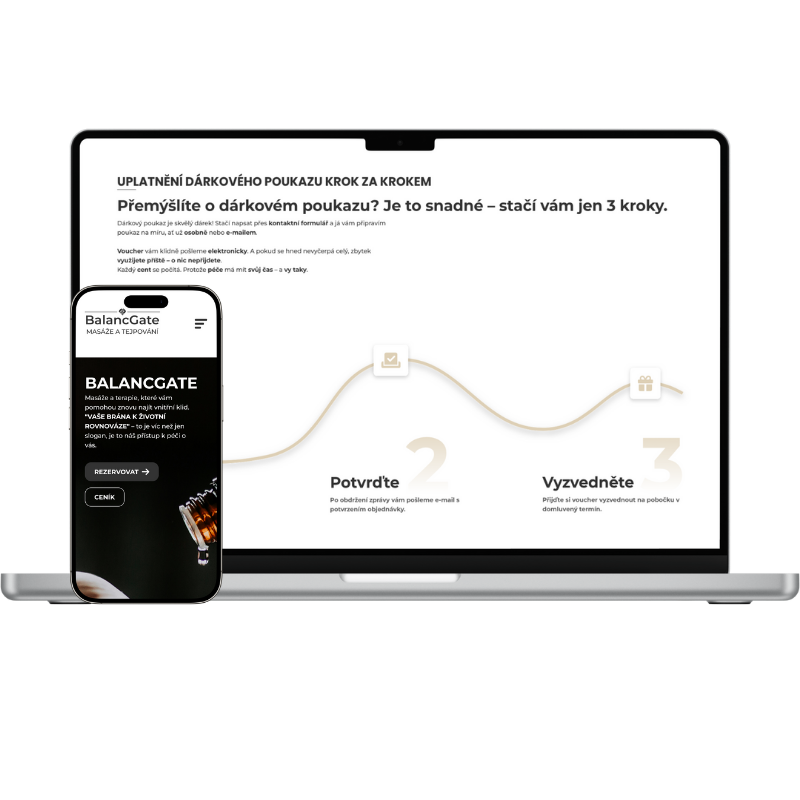 UPLATNĚNÍ DÁRKOVÉHO POUKAZU KROK ZA KROKEM
Přemýšlíte o dárkovém poukazu? Je to snadné – stačí vám jen 3 kroky.
Dárkový poukaz je skvělý dárek! Stačí napsat přes kontaktní formulář a já vám připravím
poukaz na míru, ať už osobně nebo e-mailem.
Voucher vám klidně pošleme elektronicky. A pokud se hned nevyčerpá celý, zbytek
využijete příště – o nic nepřijdete.
Každý cent se počítá. Protože péče má mít svůj čas – a vy taky.
2
Potvrďte
Po obdržení zprávy vám pošleme e-mail s
potvrzením objednávky.
3
Vyzvedněte
Přijďte si voucher vyzvednout na pobočku v
domluvený termín.
BalancGate
MASÁŽE A TEJPOVÁNÍ
BALANCGATE
Masáže a terapie, které vám
pomohou znovu najít vnitřní klid.
"VAŠE BRÁNA K ŽIVOTNÍ
ROVNOVÁZE" – to je víc než jen
slogan, je to náš přístup k péči o
vás.
REZERVOVAT →
CENÍK